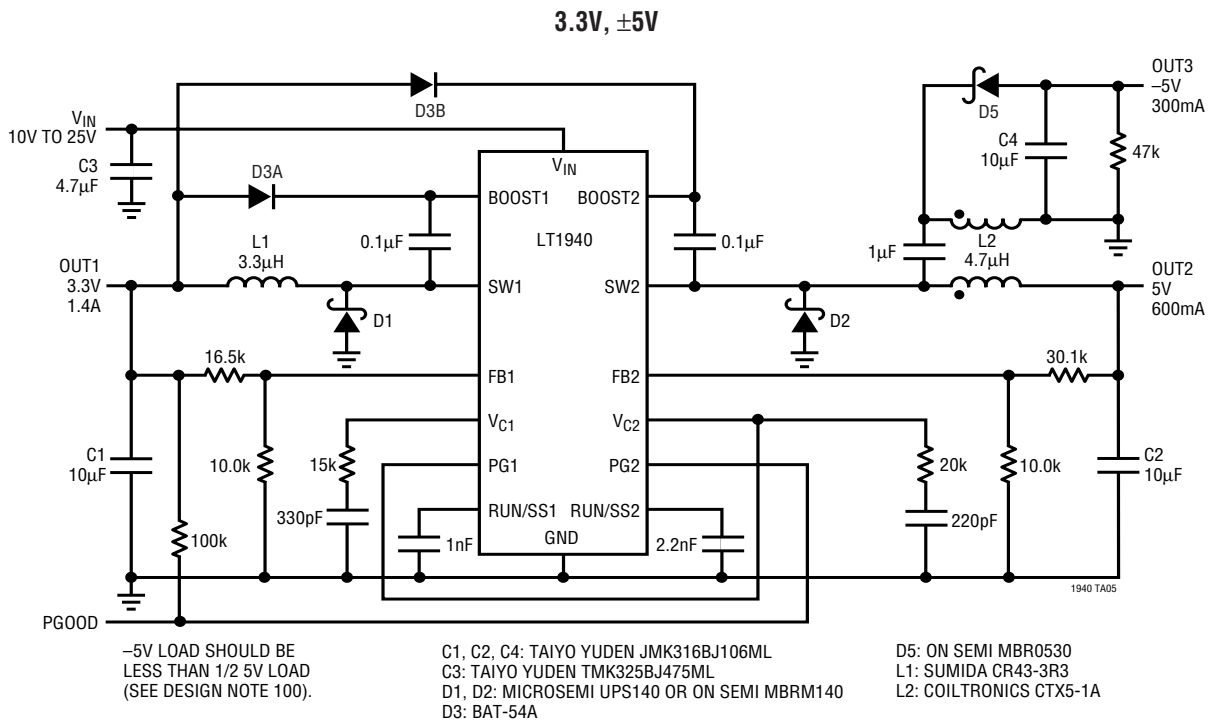 3.3V, ±5V
D3B
VIN
10V TO 25V
C3
4.7µF
D3A
VIN
BOOST1
BOOST2
LT1940
0.1µF
0.1µF
L1
3.3µH
OUT1
3.3V
1.4A
SW1
SW2
D1
D2
D5
OUT3
–5V
300mA
C4
10µF
47k
1µF
L2
4.7µH
OUT2
5V
600mA
16.5k
FB1
FB2
30.1k
VC1
VC2
C1
10µF
10.0k
15k
PG1
PG2
20k
10.0k
C2
10µF
330pF
RUN/SS1
RUN/SS2
220pF
100k
1nF
GND
2.2nF
1940 TA05
PGOOD
–5V LOAD SHOULD BE
LESS THAN 1/2 5V LOAD
(SEE DESIGN NOTE 100).
C1, C2, C4: TAIYO YUDEN JMK316BJ106ML
C3: TAIYO YUDEN TMK325BJ475ML
D1, D2: MICROSEMI UPS140 OR ON SEMI MBRM140
D3: BAT-54A
D5: ON SEMI MBR0530
L1: SUMIDA CR43-3R3
L2: COILTRONICS CTX5-1A